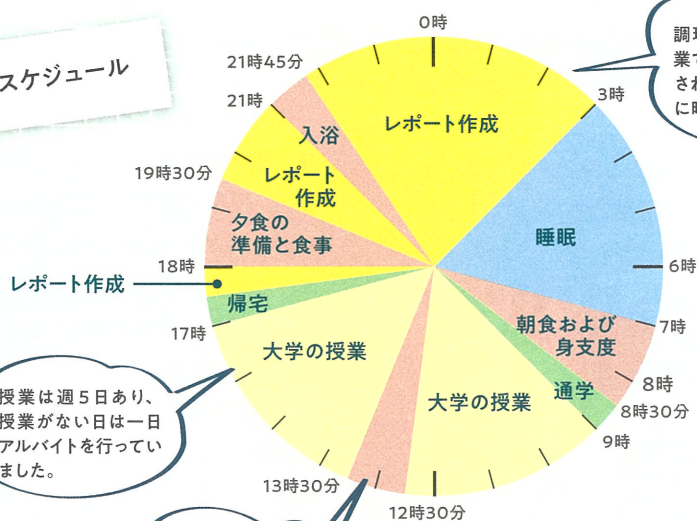 スケジュール
0時
調理
業で
され
に時
21時45分
21時
3時
レポート作成
入浴
レポート
作成
19時30分
夕食の
準備と食事
睡眠
18時
6時
レポート作成
帰宅
17時
朝食および
身支度
7時
大学の授業
通学
8時
8時30分
9時
大学の授業
授業は週5日あり、
授業がない日は一日
アルバイトを行ってい
ました。
13時30分
12時30分